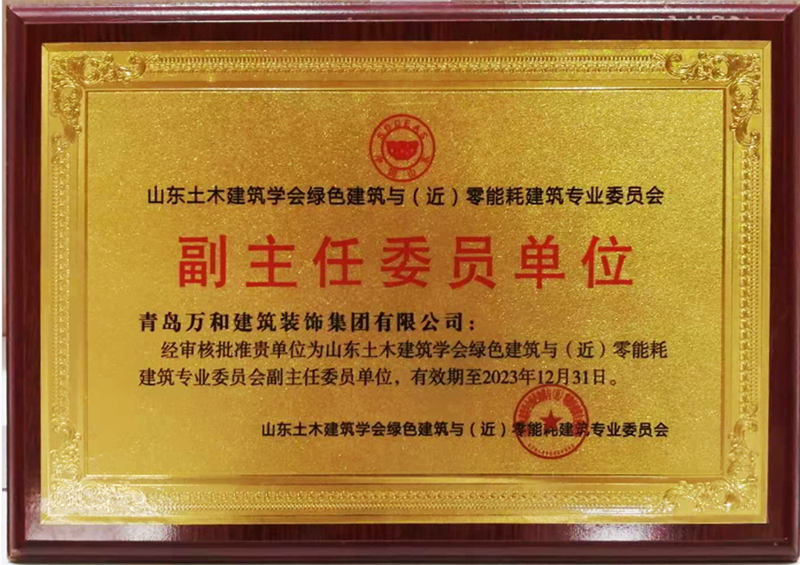 SDDEAS
山东土木建筑学会绿色建筑与（近）零能耗建筑专业委员会
副主任委员单位
青岛万和建筑装饰集团有限公司：
经审核批准贵单位为山东土木建筑学会绿色建筑与（近）零能耗
建筑专业委员会副主任委员单位，有效期至2023年12月31日。
山东土木建筑学会绿色建筑与（近）零能耗建筑专业委员会